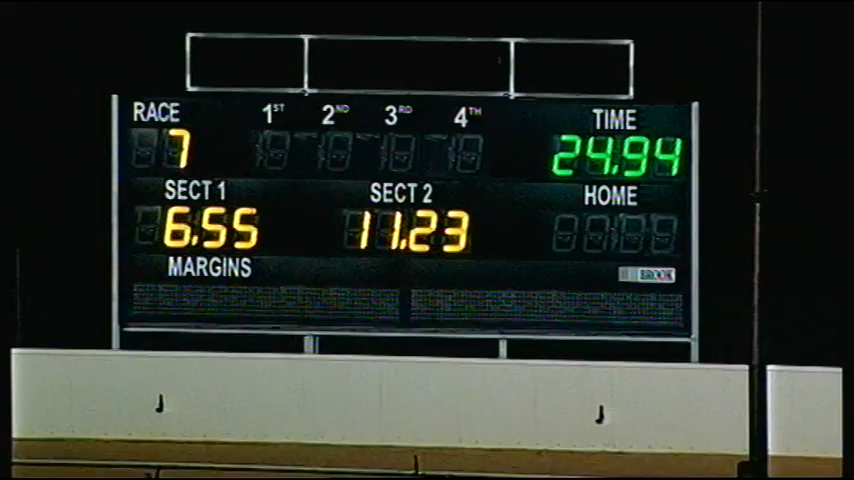 RACE 1ST 2ND 3RD 4TH TIME
7 24.94
SECT 1 SECT 2 HOME
6.55 11.23
MARGINS
BROOK